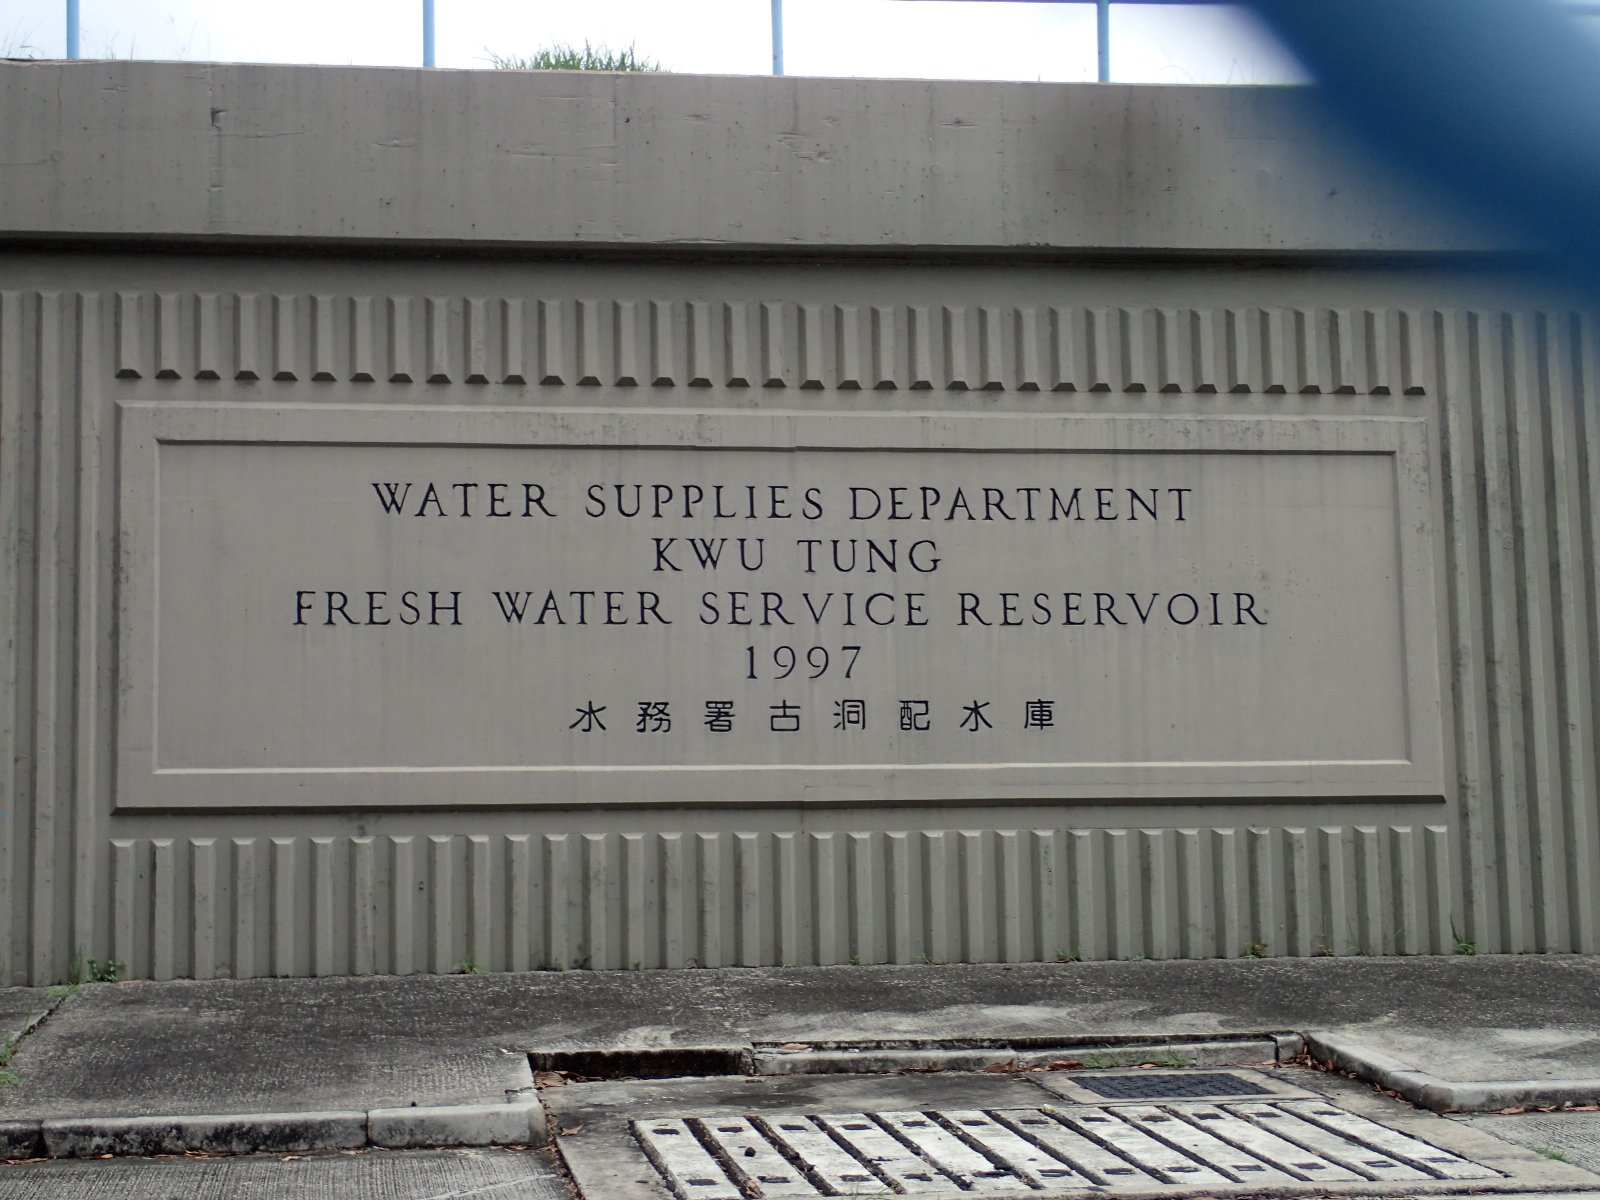 WATER SUPPLIES DEPARTMENT
KWU TUNG
FRESH WATER SERVICE RESERVOIR
1997
水務署古洞配水庫